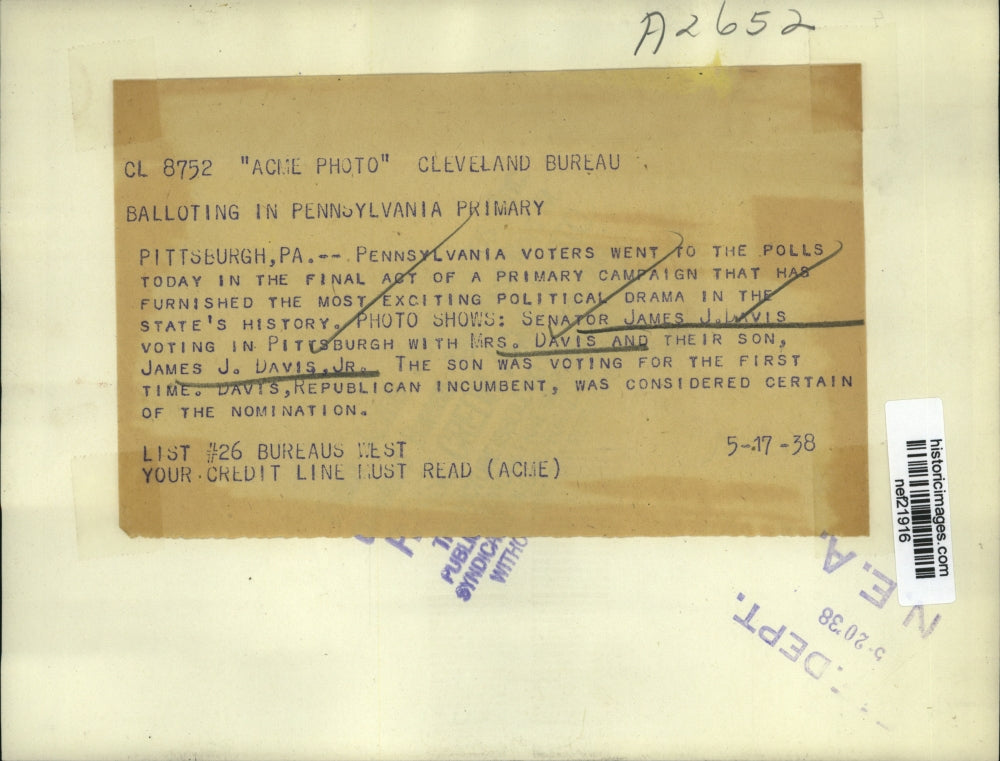 A2652
CL 8752 "ACME PHOTO" CLEVELAND BUREAU
BALLOTING IN PENNSYLVANIA PRIMARY
PITTSBURGH, PA.-- PENNSYLVANIA VOTERS WENT TO THE POLLS
TODAY IN THE FINAL ACT OF A PRIMARY CAMPAIGN THAT HAS
FURNISHED THE MOST EXCITING POLITICAL DRAMA IN THE
STATE'S HISTORY. PHOTO SHOWS: SENATOR JAMES J. DAVIS
VOTING IN PITTSBURGH WITH MRS. DAVIS AND THEIR SON,
JAMES J. DAVIS, JR. THE SON WAS VOTING FOR THE FIRST
TIME. DAVIS, REPUBLICAN INCUMBENT, WAS CONSIDERED CERTAIN
OF THE NOMINATION.
LIST #26 BUREAUS WEST 5-17-38
YOUR CREDIT LINE MUST READ (ACME)
historicimages.com
nef21916
PUBL
SYNDICA
WITHO
N. E. A.
5-20'38
DEPT.